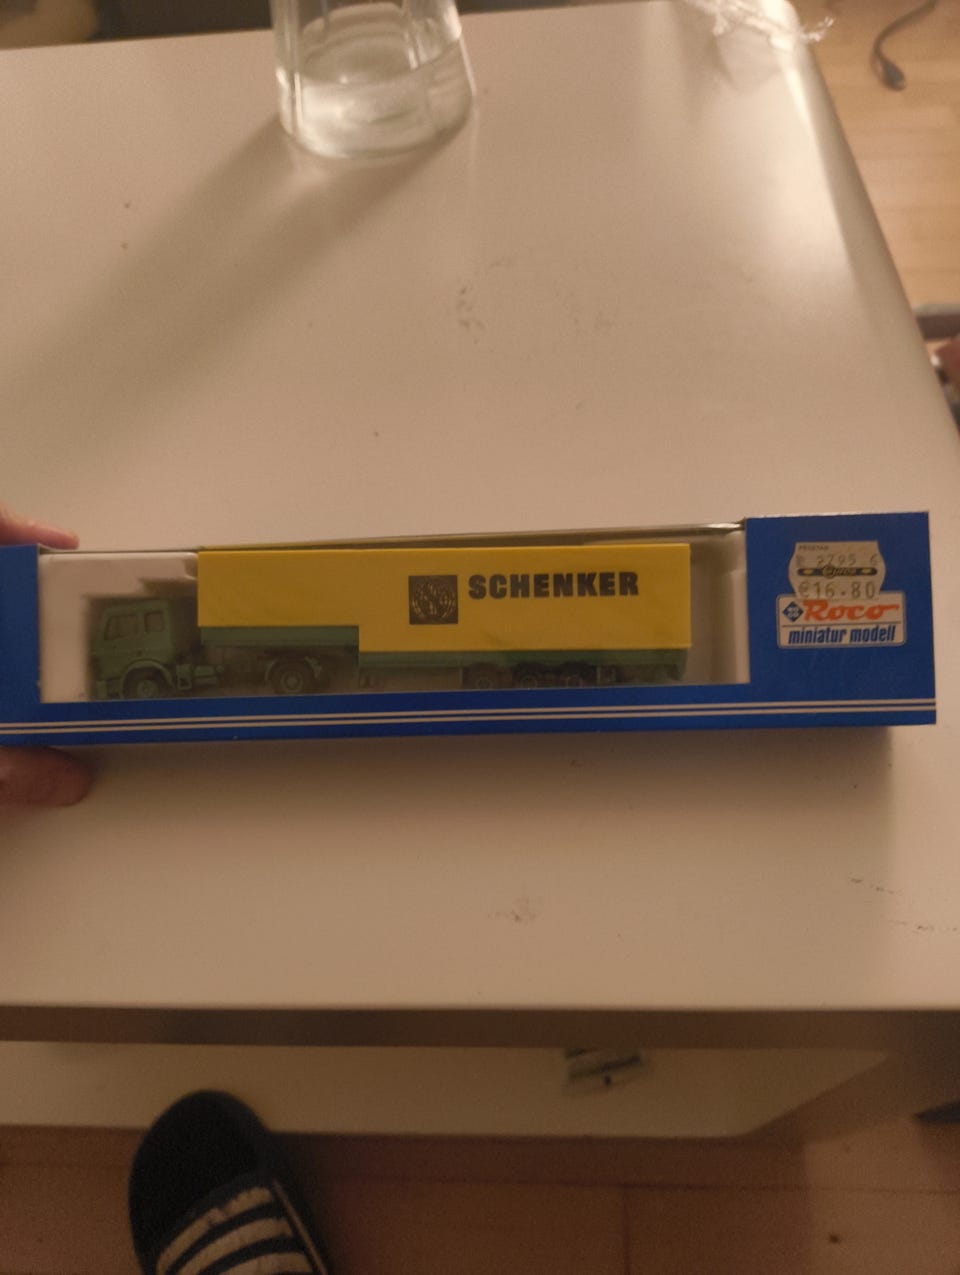 SCHENKER
€16.80
Roco
miniatur modell